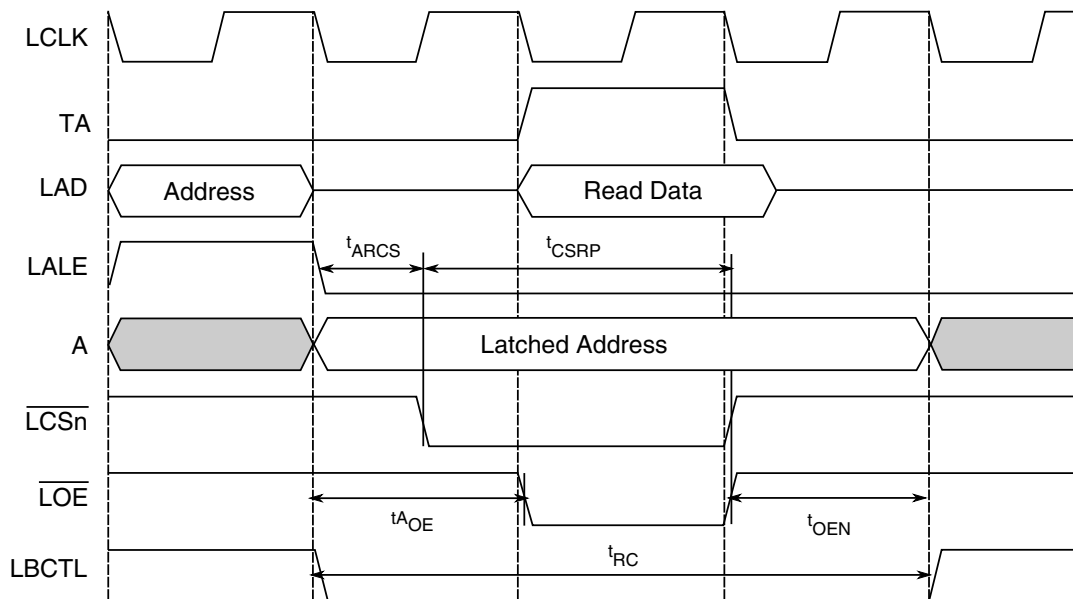 LCLK
TA
LAD Address Read Data
LALE tARCS tCSRP
A Latched Address
LCSn
LOE tAOE tOEN
LBCTL tRC